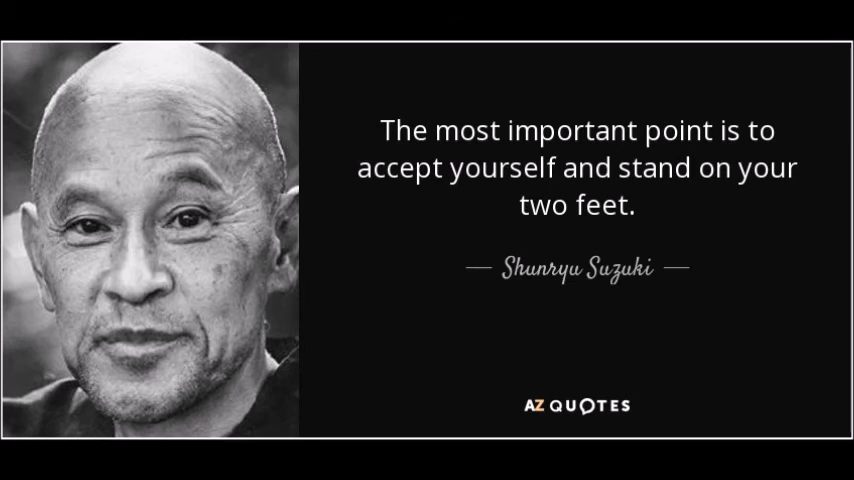 The most important point is to
accept yourself and stand on your
two feet.
— Shunryu Suzuki —
AZ QUOTES